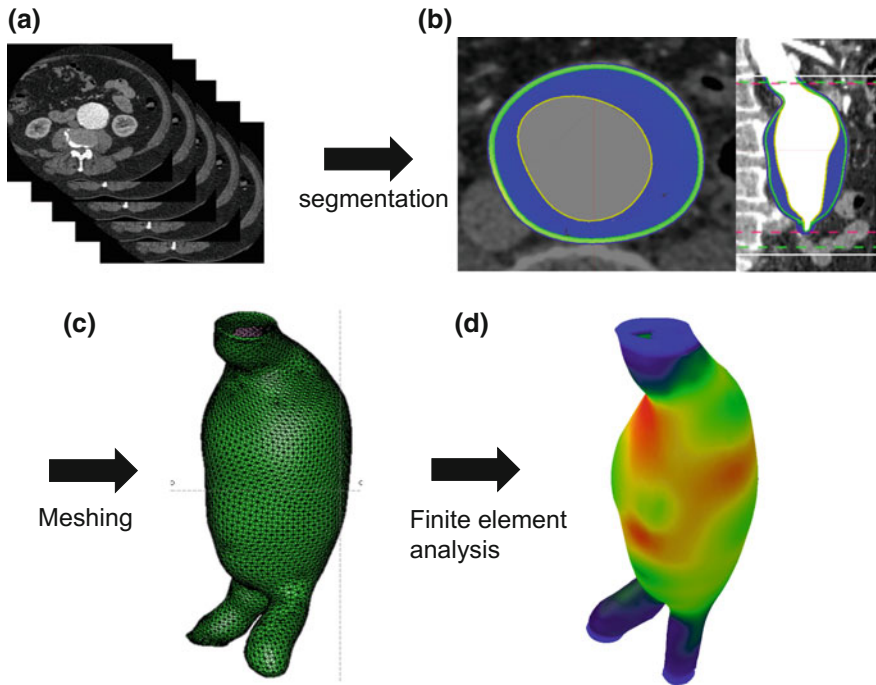 (a)
(b)
segmentation
(c)
(d)
Meshing
Finite element
analysis